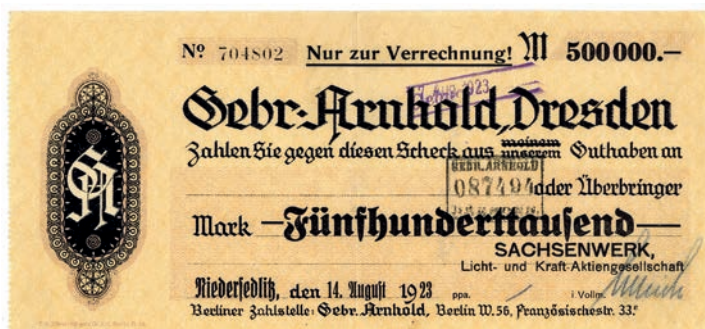 Nº 704802 Nur zur Verrechnung! M 500000.–
Gebr. Arnhold, Dresden
Zahlen Sie gegen diesen Scheck aus meinem unserem Guthaben an
GEBR. ARNHOLD
087494 oder Überbringer
DRESDEN.
Mark —Fünfhunderttausend—
SACHSENWERK,
Licht- und Kraft-Aktiengesellschaft
Niedersedlitz, den 14. August 1923 ppa. i Vollm.
Berliner Zahlstelle: Gebr. Arnhold, Berlin W. 56, Französischestr. 33ᵉ